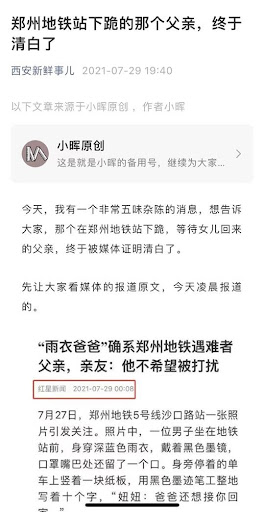 郑州地铁站下跪的那个父亲，终于
清白了
西安新鲜事儿 2021-07-29 19:40
以下文章来源于小晖原创，作者小晖
小晖原创
这是就是小晖的备用号，继续为大家...
今天，我有一个非常五味杂陈的消息，想告诉
大家，那个在郑州地铁站下跪，等待女儿回来
的父亲，终于被媒体证明清白了。
先让大家看媒体的报道原文，今天凌晨报道
的。
“雨衣爸爸”确系郑州地铁遇难者
父亲，亲友：他不希望被打扰
红星新闻 2021-07-29 00:08
7月27日，郑州地铁5号线沙口路站一张照
片引发关注。照片中，一位男子坐在地铁
站前，身穿深蓝色雨衣，戴着黑色墨镜，
口罩嘴巴处还留了一个口。身旁停着的单
车上竖着一块纸板，用黑色墨迹笔工整地
写着十个字，“妞妞：爸爸还想接你回
家